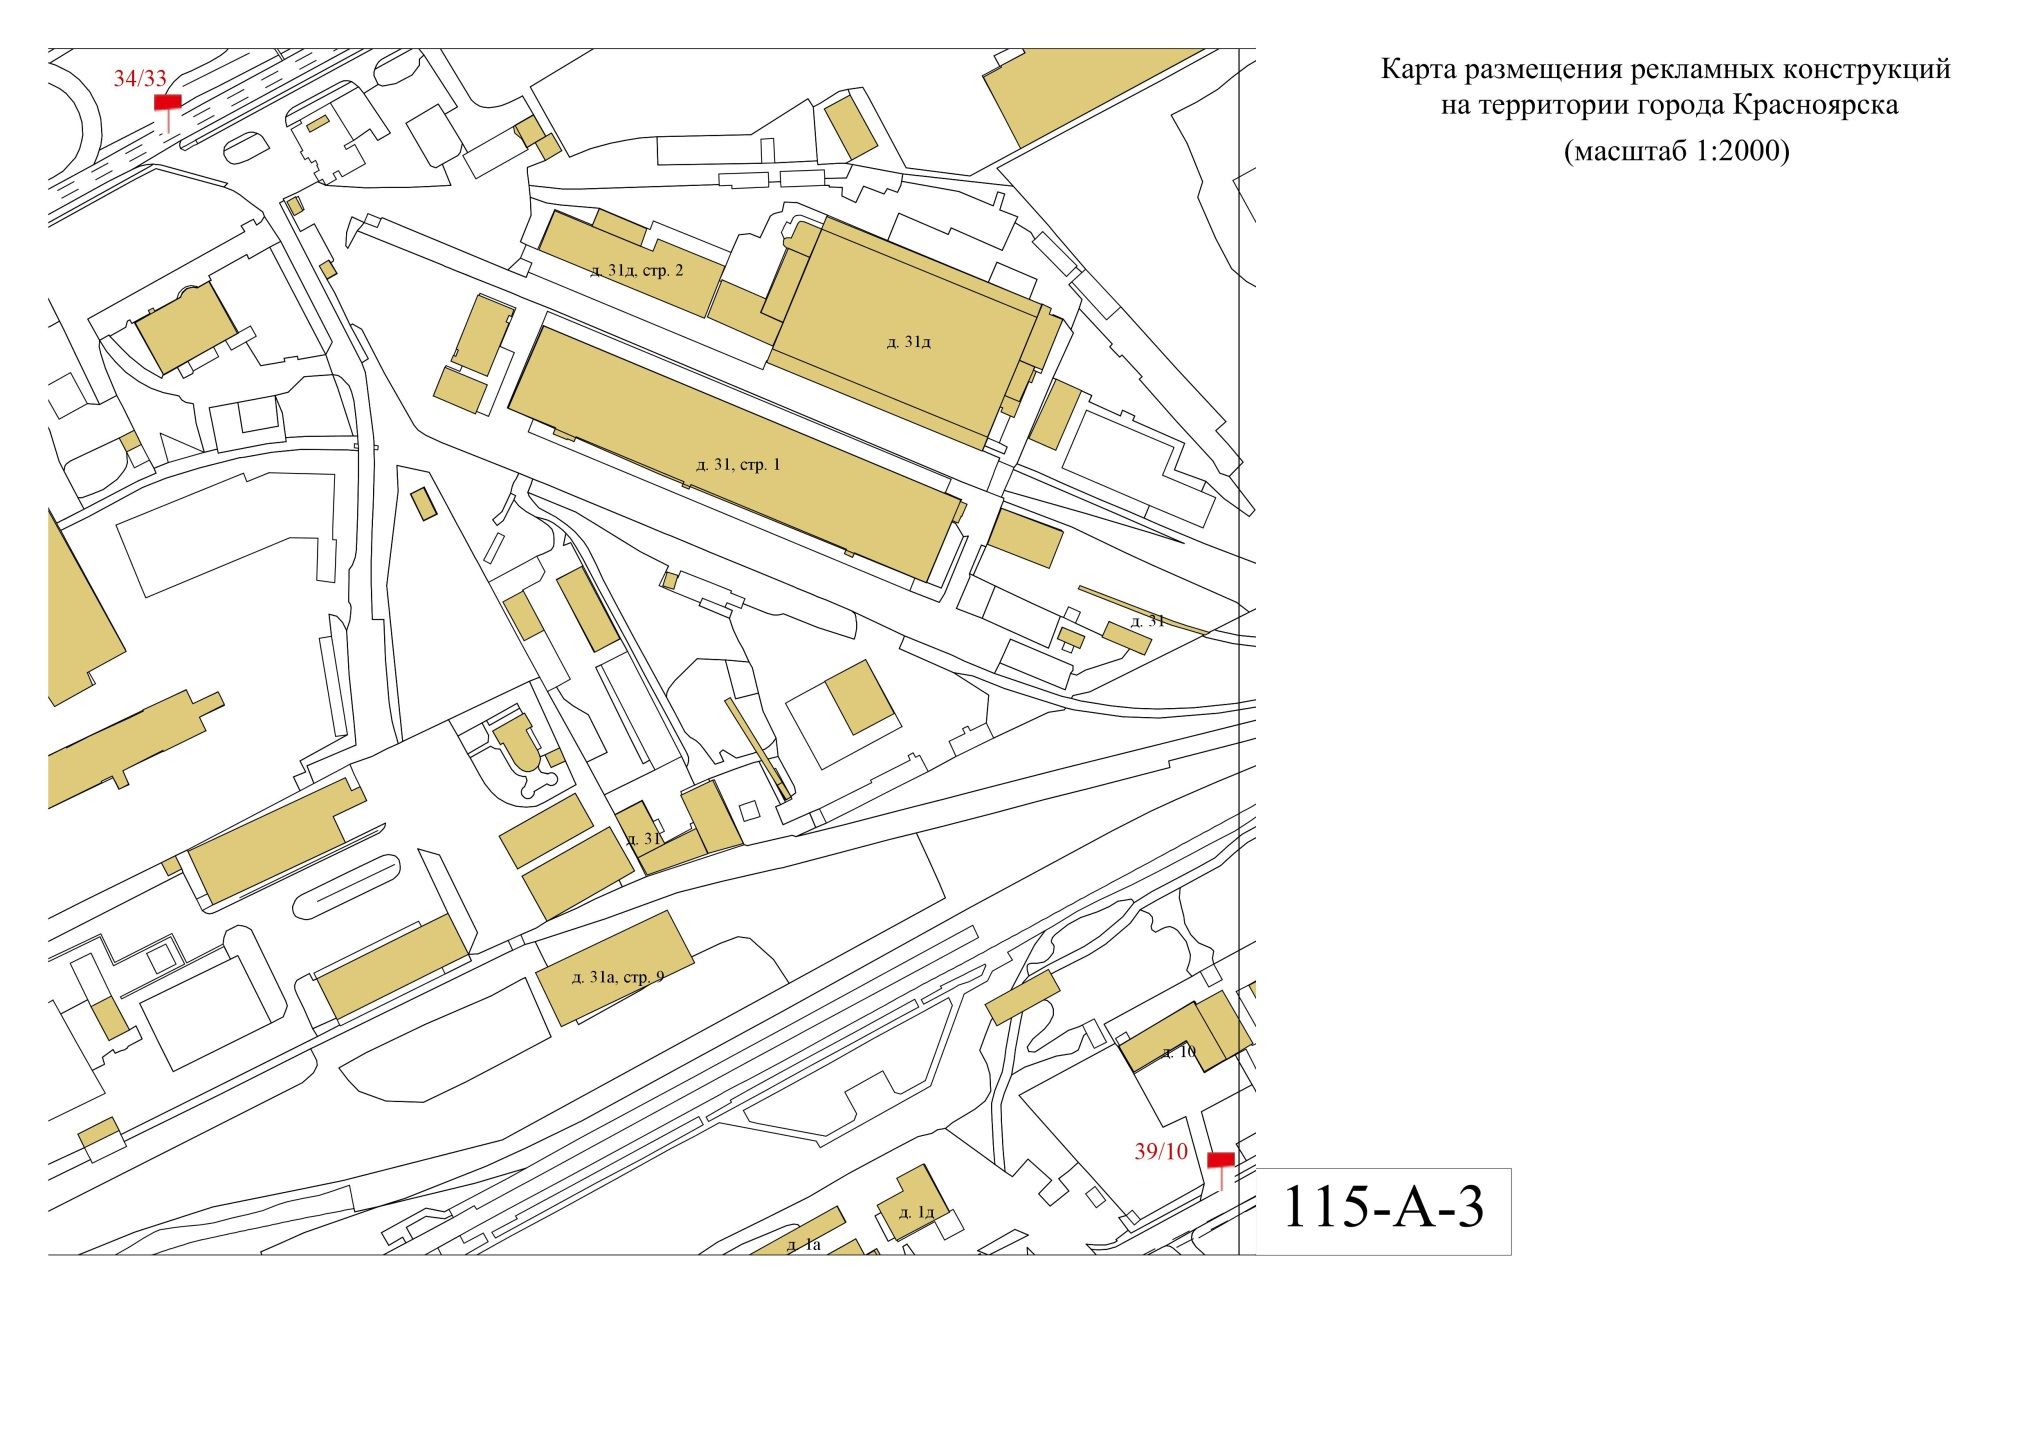 Карта размещения рекламных конструкций
на территории города Красноярска
(масштаб 1:2000)
34/33
д. 31д, стр. 2
д. 31д
д. 31, стр. 1
д. 31
д. 31
д. 31а, стр. 9
д. 10
39/10
115-А-3
д. 1д
д. 1а